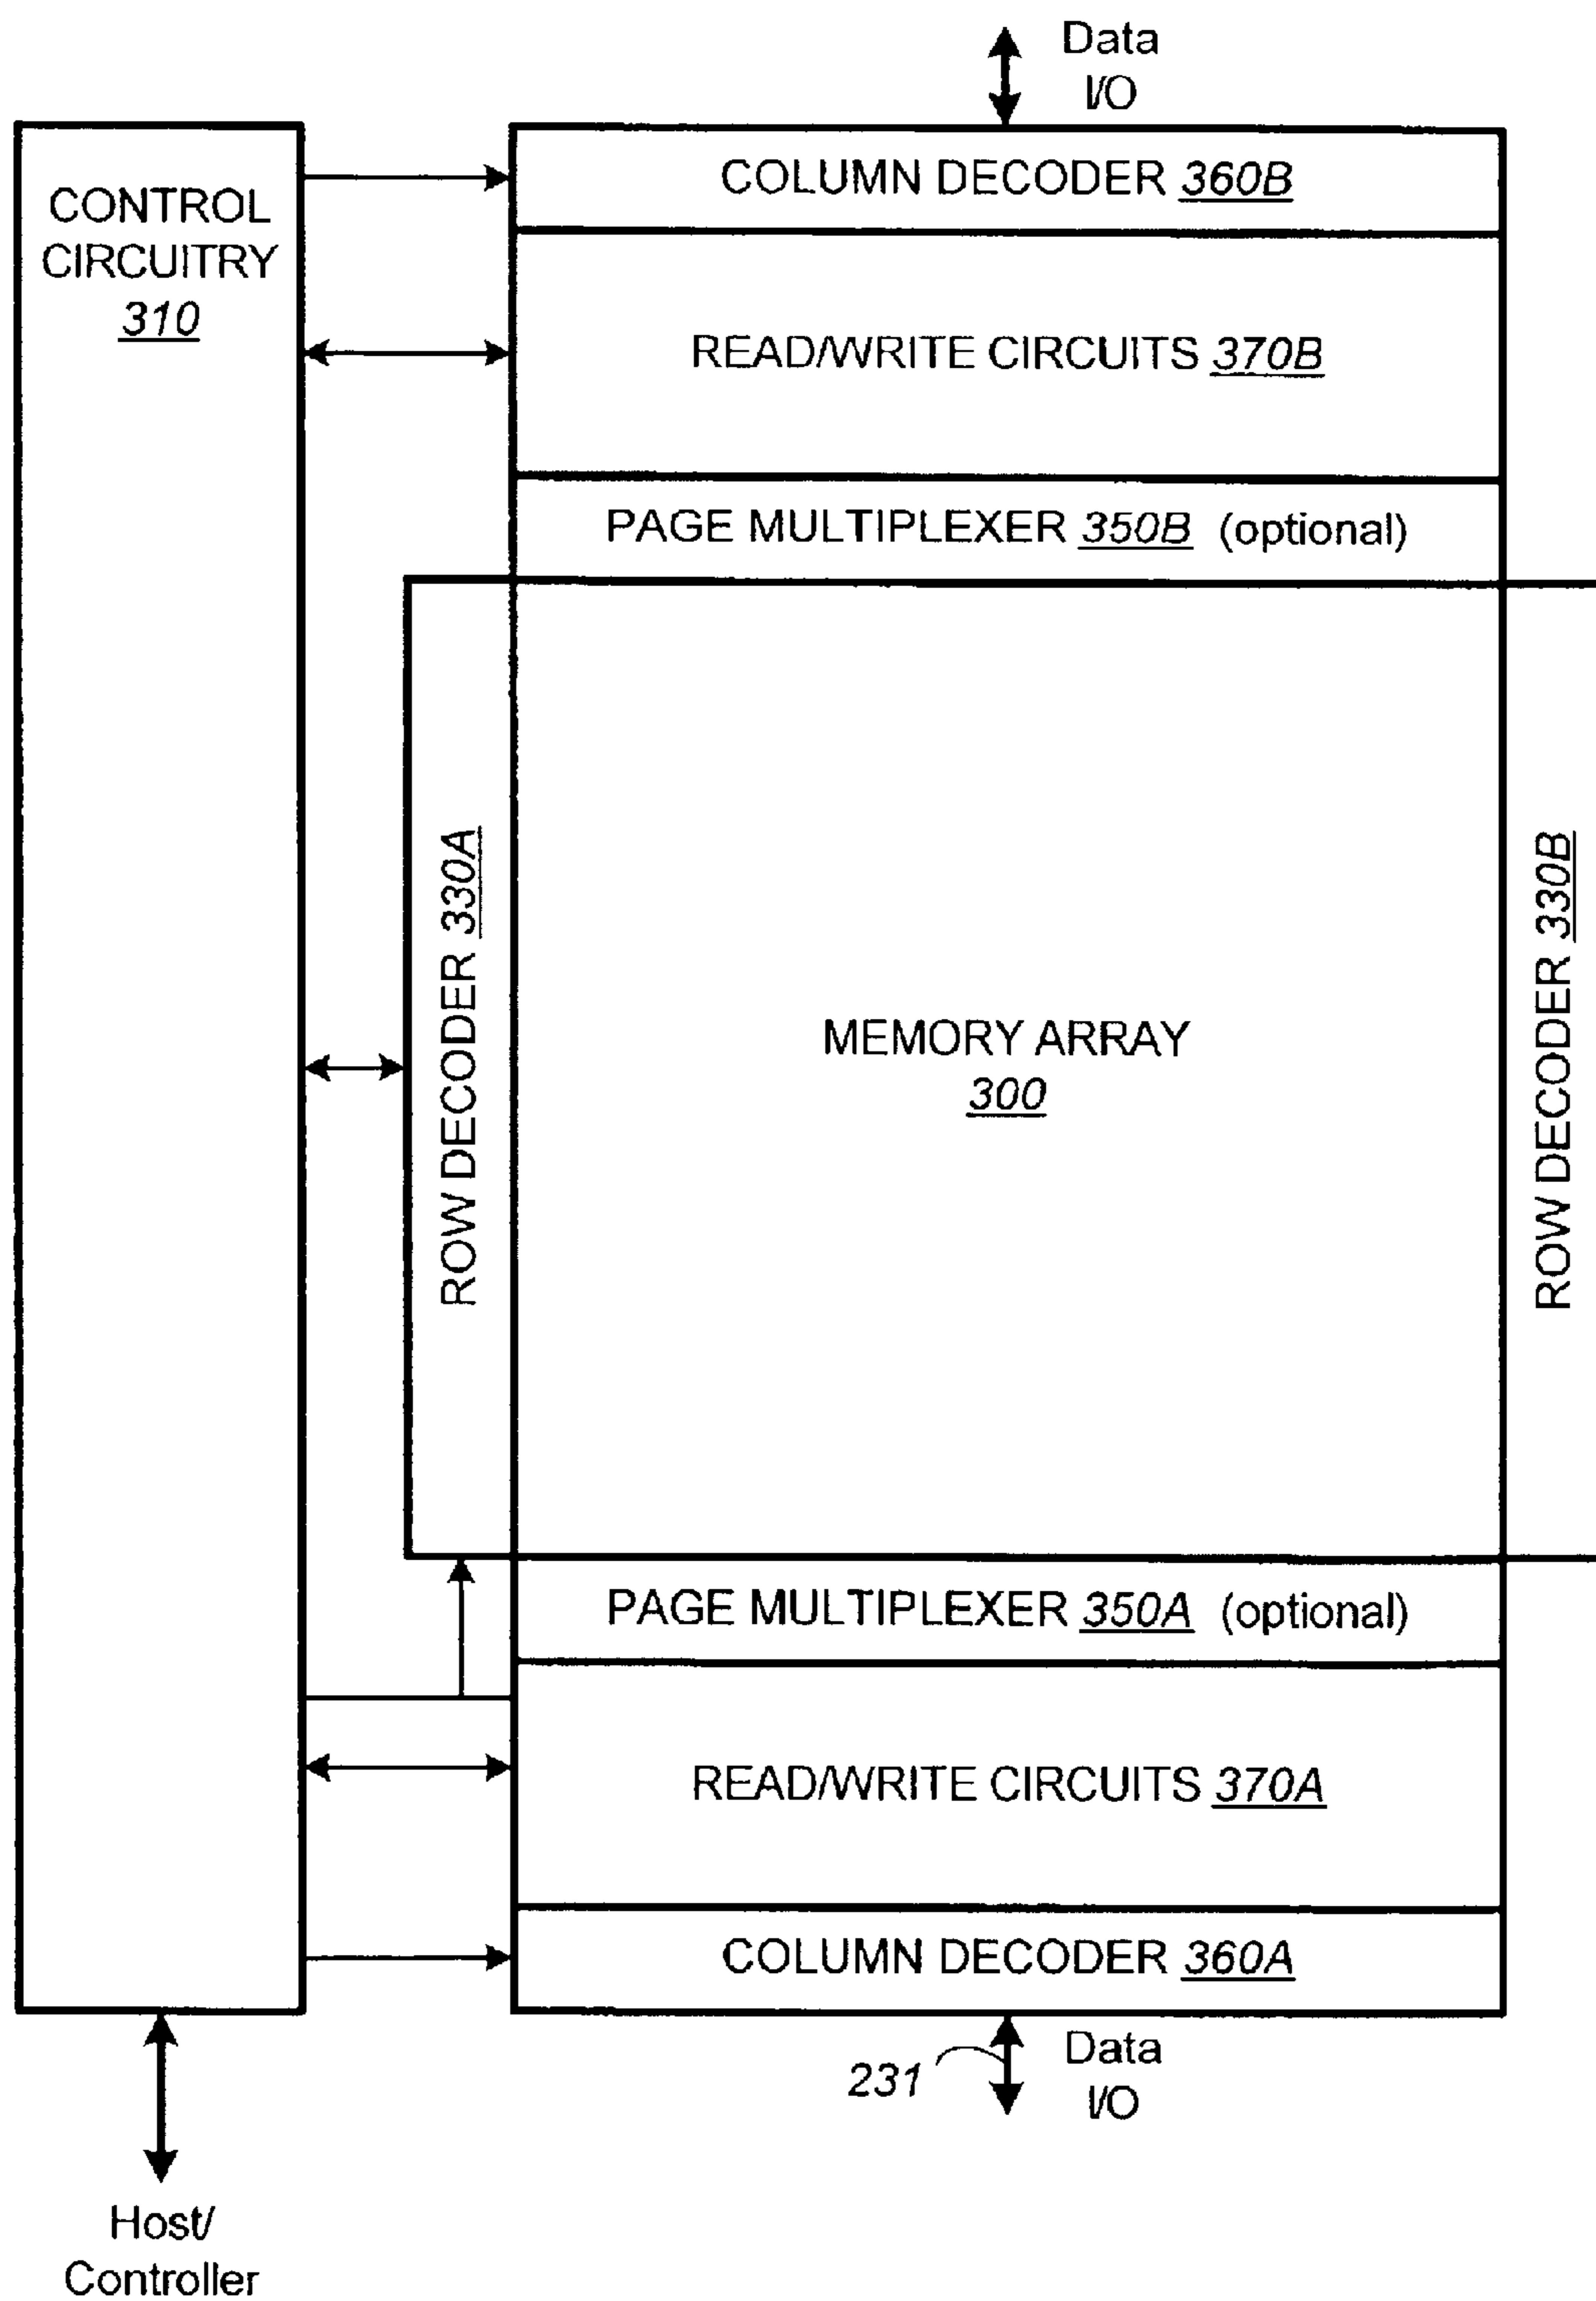 Data
I/O
CONTROL
CIRCUITRY
310
COLUMN DECODER 360B
READ/WRITE CIRCUITS 370B
PAGE MULTIPLEXER 350B (optional)
ROW DECODER 330A
MEMORY ARRAY
300
ROW DECODER 330B
PAGE MULTIPLEXER 350A (optional)
READ/WRITE CIRCUITS 370A
COLUMN DECODER 360A
231
Data
I/O
Host/
Controller